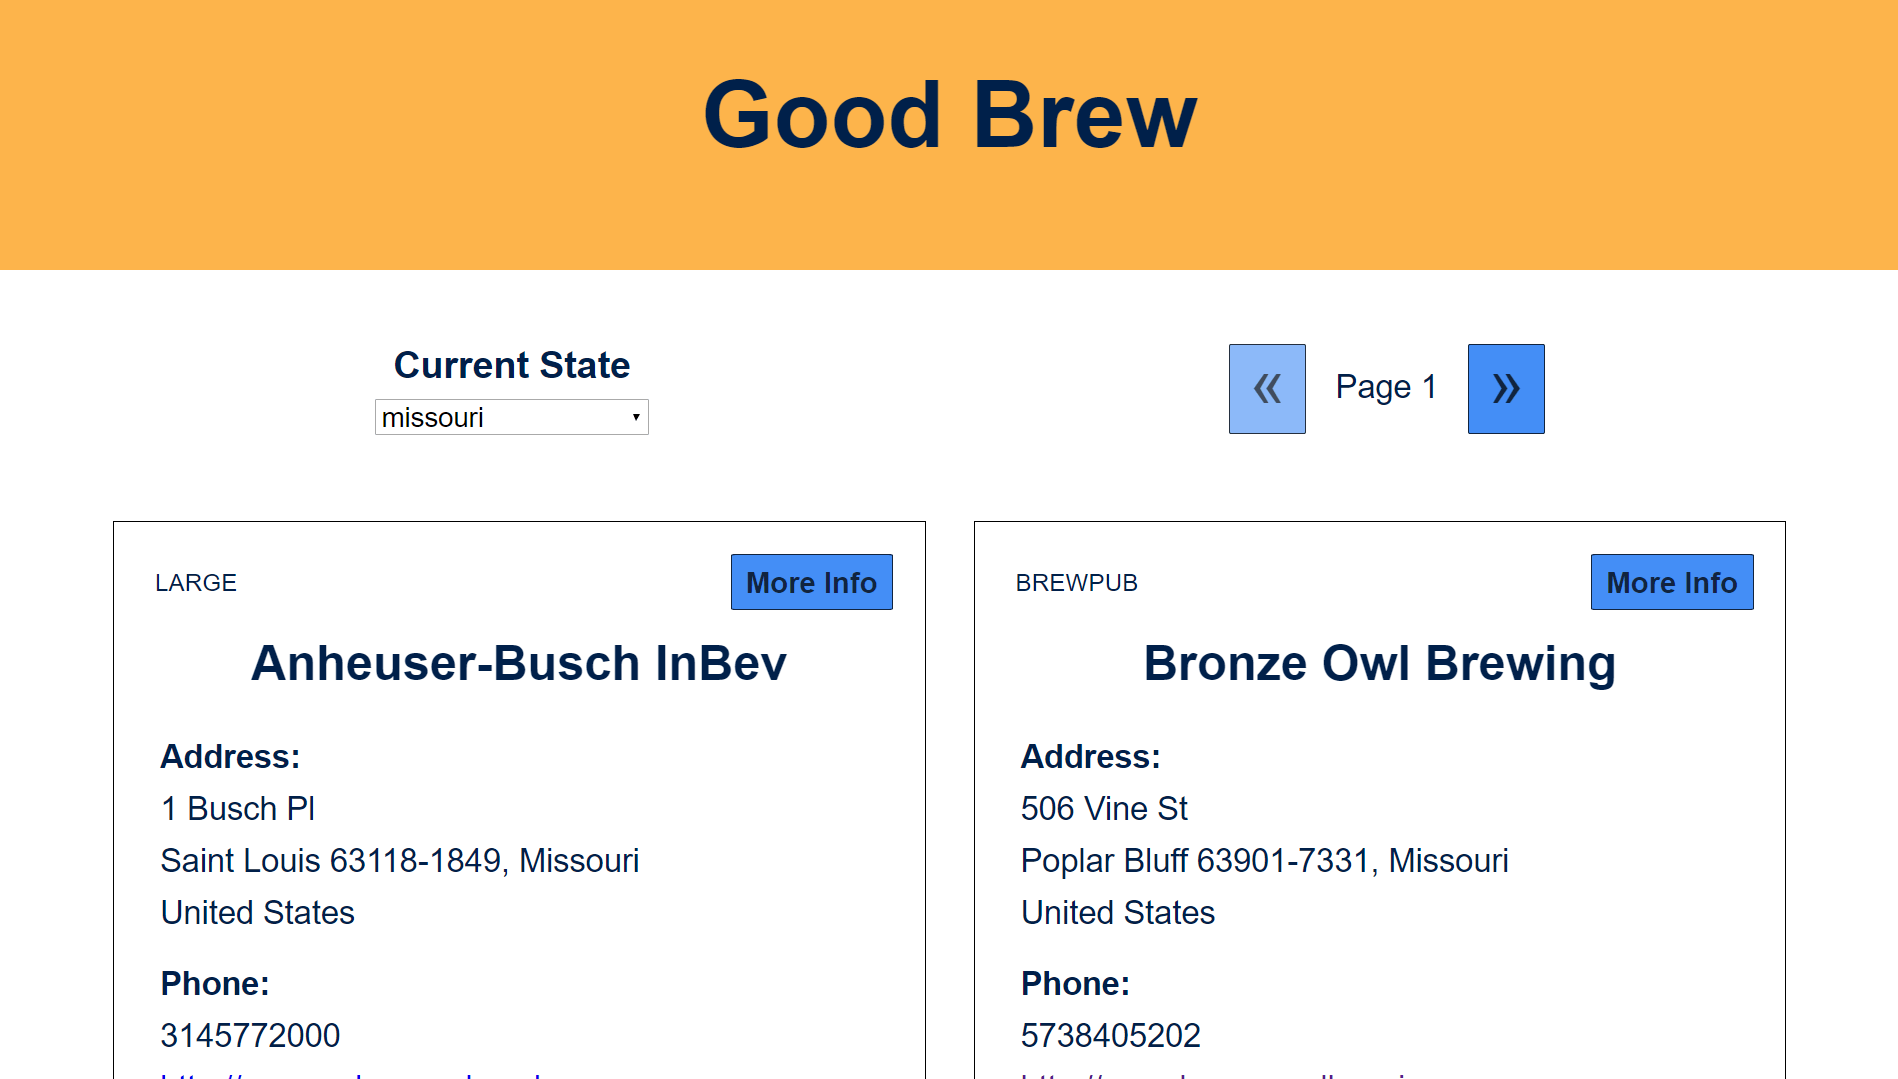 Good Brew
Current State
missouri
« Page 1 »
LARGE
More Info
Anheuser-Busch InBev
Address:
1 Busch Pl
Saint Louis 63118-1849, Missouri
United States
Phone:
3145772000
BREWPUB
More Info
Bronze Owl Brewing
Address:
506 Vine St
Poplar Bluff 63901-7331, Missouri
United States
Phone:
5738405202